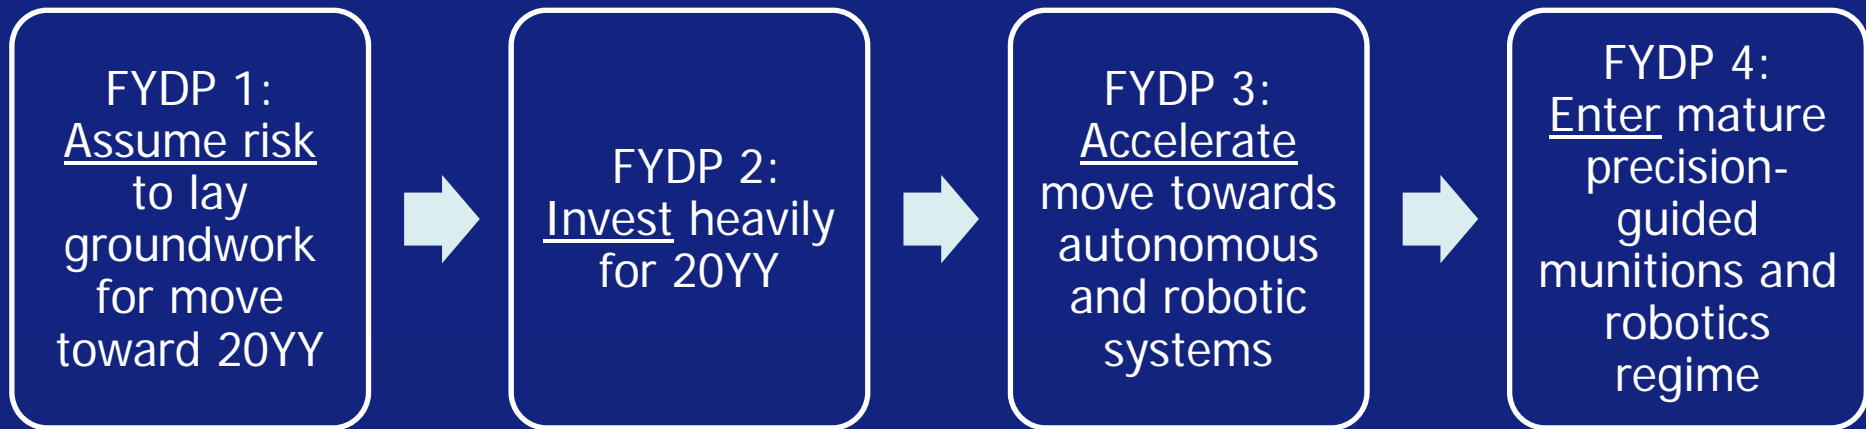 FYDP 1:
Assume risk
to lay
groundwork
for move
toward 20YY
FYDP 2:
Invest heavily
for 20YY
FYDP 3:
Accelerate
move towards
autonomous
and robotic
systems
FYDP 4:
Enter mature
precision-
guided
munitions and
robotics
regime